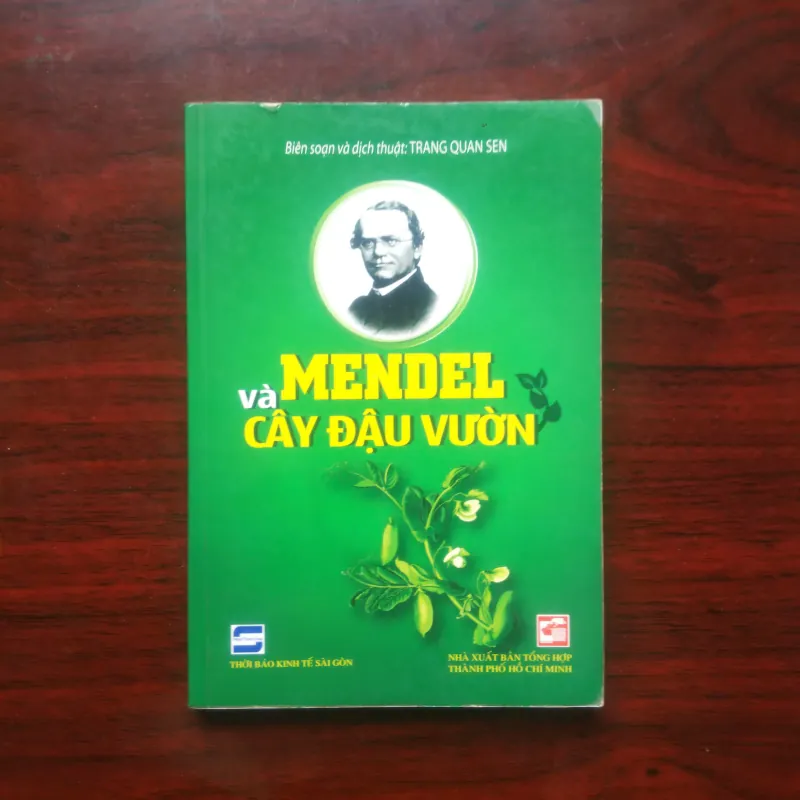 Biên soạn và dịch thuật: TRANG QUAN SEN
MENDEL
và
CÂY ĐẬU VƯỜN
THỜI BÁO KINH TẾ SÀI GÒN
NHÀ XUẤT BẢN TỔNG HỢP
THÀNH PHỐ HỒ CHÍ MINH